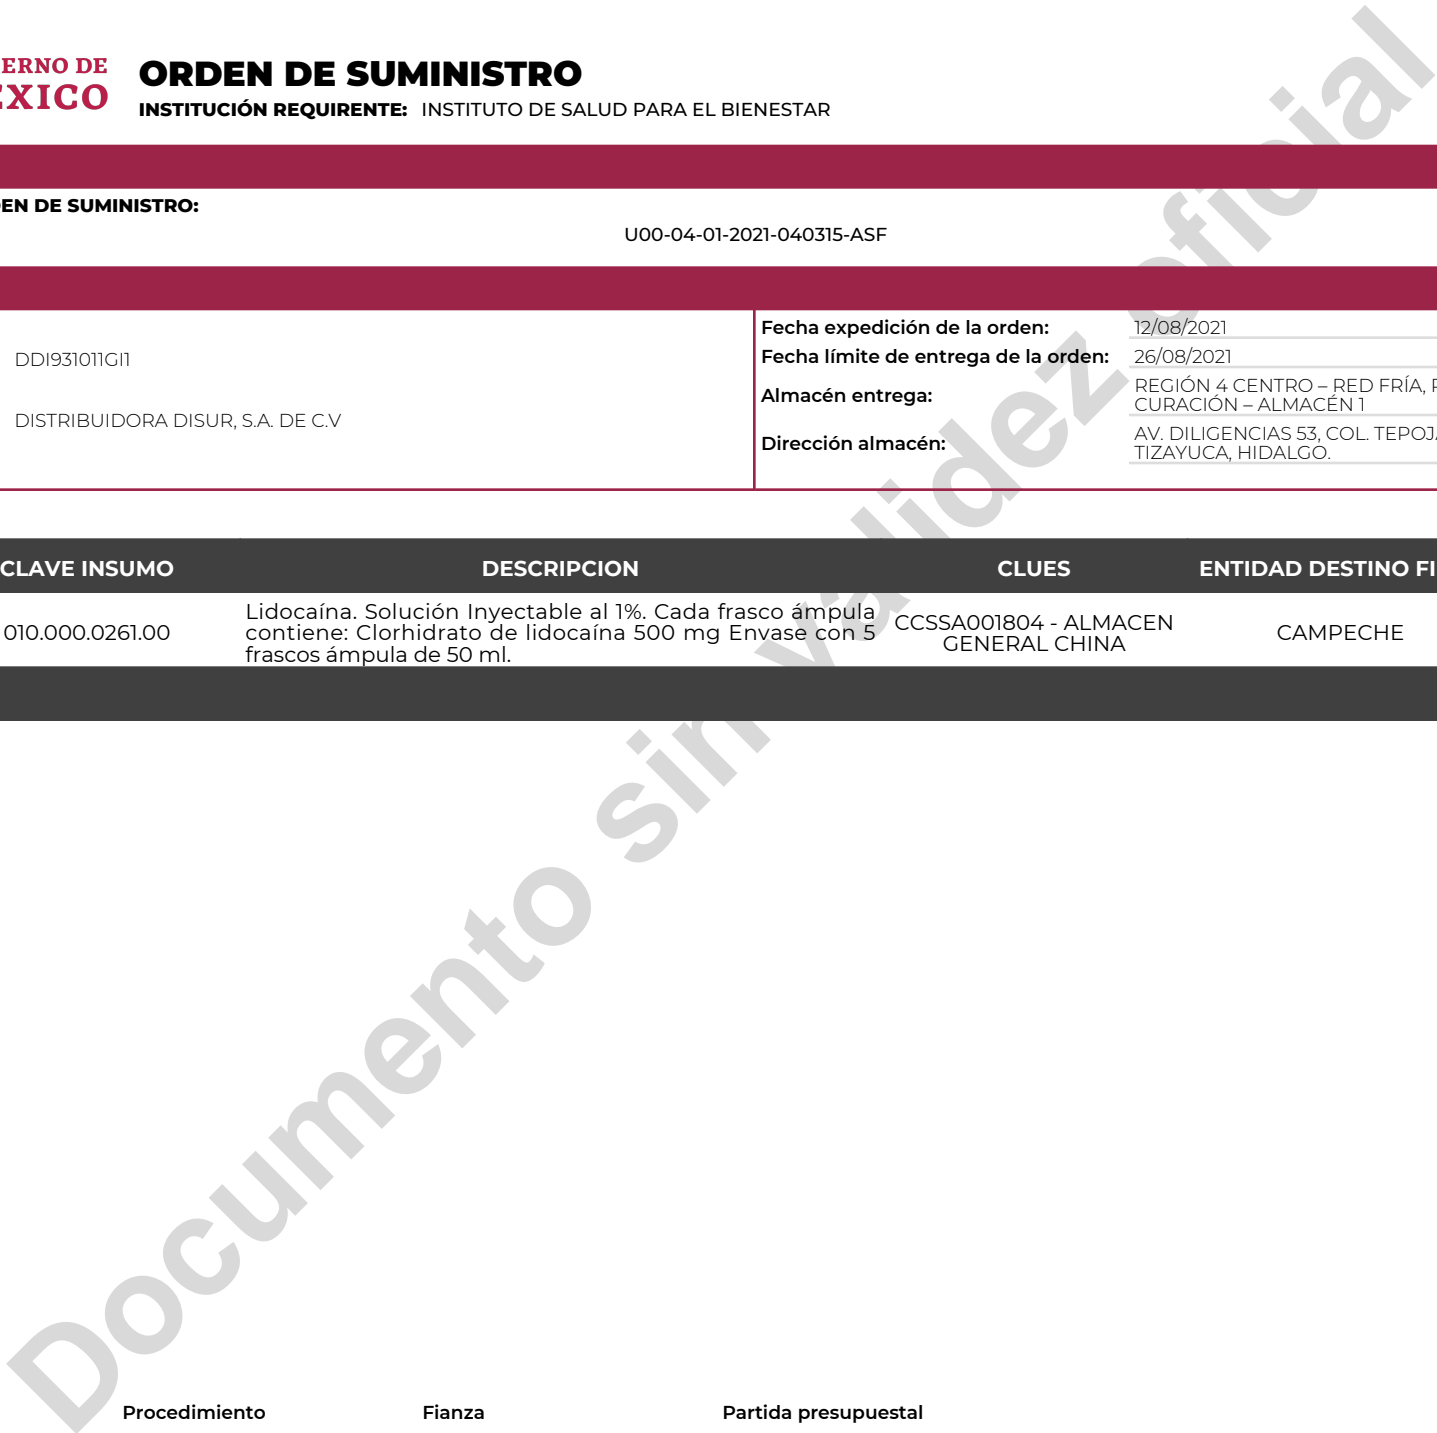 ERNO DE
EXICO
ORDEN DE SUMINISTRO
INSTITUCIÓN REQUIRENTE: INSTITUTO DE SALUD PARA EL BIENESTAR
EN DE SUMINISTRO:
U00-04-01-2021-040315-ASF
DDI931011GI1
DISTRIBUIDORA DISUR, S.A. DE C.V
Fecha expedición de la orden: 12/08/2021
Fecha límite de entrega de la orden: 26/08/2021
Almacén entrega: REGIÓN 4 CENTRO – RED FRÍA,
CURACIÓN – ALMACÉN 1
Dirección almacén: AV. DILIGENCIAS 53, COL.
TIZAYUCA, HIDALGO.
CLAVE INSUMO DESCRIPCION CLUES ENTIDAD DESTINO FI
010.000.0261.00
Lidocaína. Solución Inyectable al 1%. Cada frasco ámpula
contiene: Clorhidrato de lidocaína 500 mg Envase con 5
frascos ámpula de 50 ml.
CCSSA001804 - ALMACEN
GENERAL CHINA
CAMPECHE
Documento sin validez oficial
Procedimiento Fianza Partida presupuestal